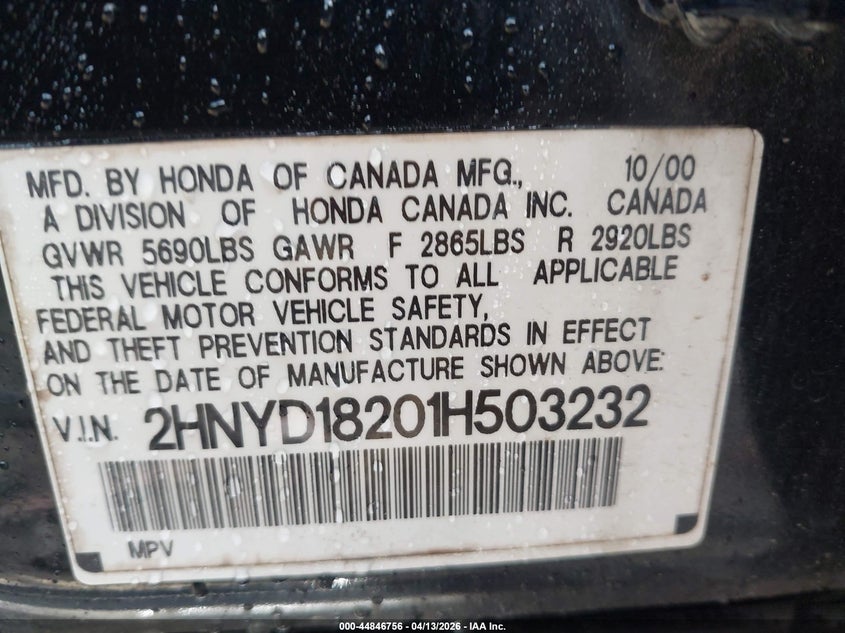 MFD. BY HONDA OF CANADA MFG., 10/00
A DIVISION OF HONDA CANADA INC. CANADA
GVWR 5690LBS GAWR F 2865LBS R 2920LBS
THIS VEHICLE CONFORMS TO ALL APPLICABLE
FEDERAL MOTOR VEHICLE SAFETY,
AND THEFT PREVENTION STANDARDS IN EFFECT
ON THE DATE OF MANUFACTURE SHOWN ABOVE:
V.I.N. 2HNYD18201H503232
MPV
000-44846756 - 04/13/2026 - IAA Inc.